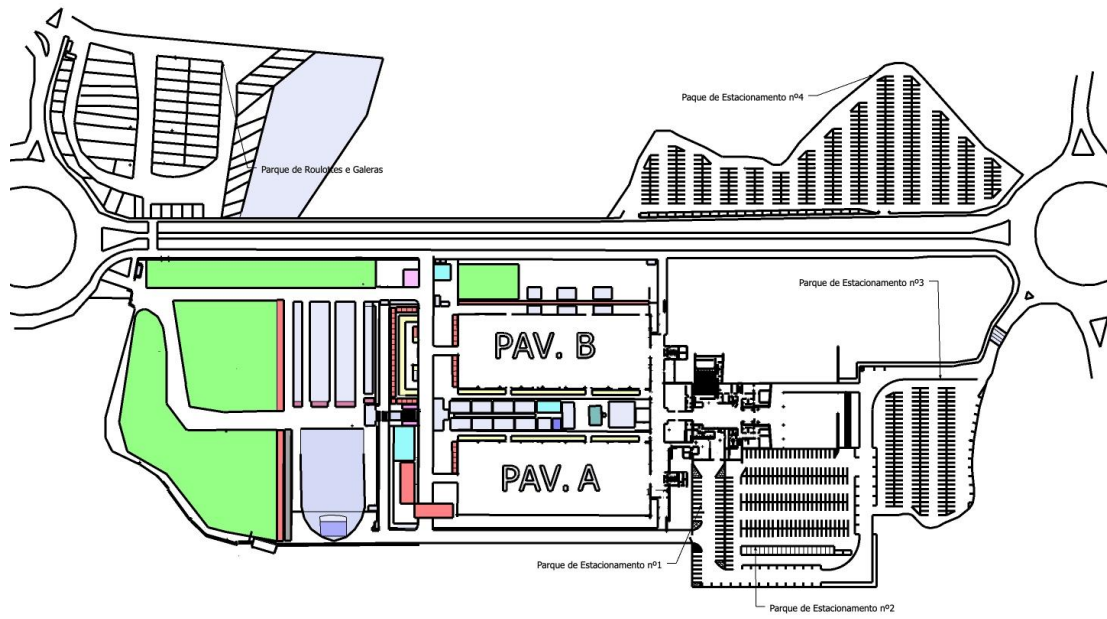 Paque de Estacionamento nº4
Parque de Roulottes e Galeras
Parque de Estacionamento nº3
PAV. B
PAV. A
Parque de Estacionamento nº1
Parque de Estacionamento nº2